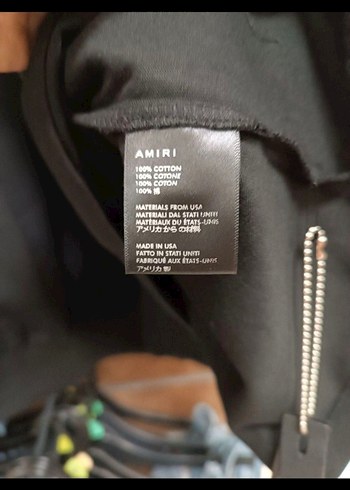 AMIRI
100% COTTON
100% COTONE
100% COTON
100% 綿
MATERIALS FROM USA
MATERIALI DAL STATI UNITI
MATÉRIAUX DU ÉTATS-UNIS
アメリカ からの 材料
MADE IN USA
FATTO IN STATI UNITI
FABRIQUÉ AUX ÉTATS-UNIS
アメリカ 製